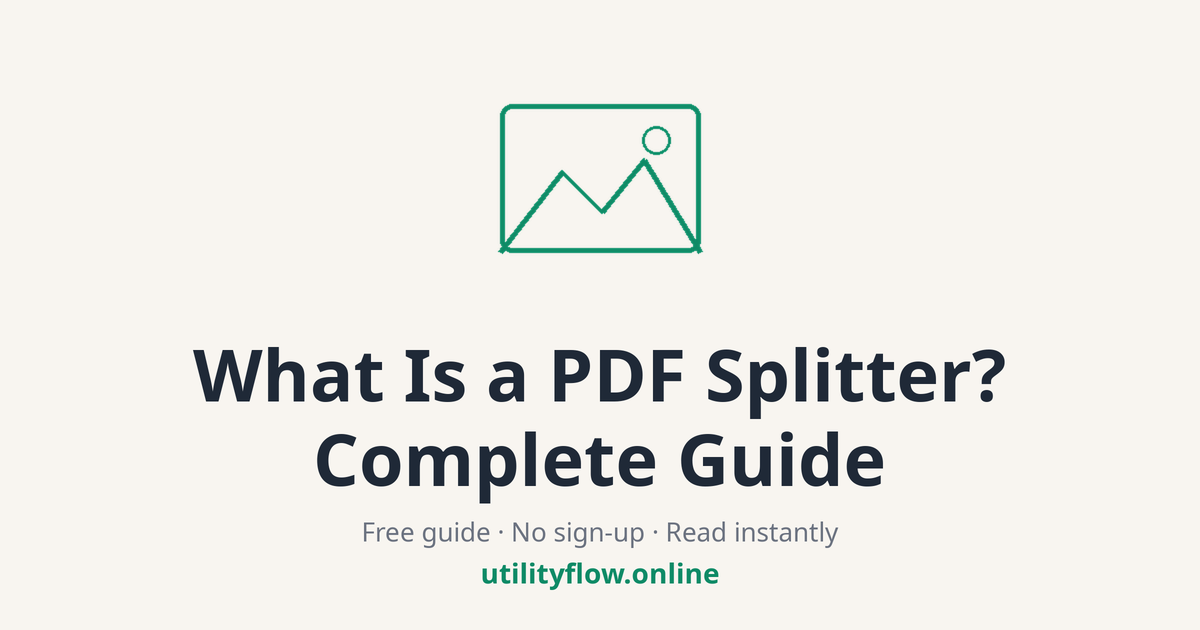 What Is a PDF Splitter?
Complete Guide
Free guide · No sign-up · Read instantly
utilityflow.online